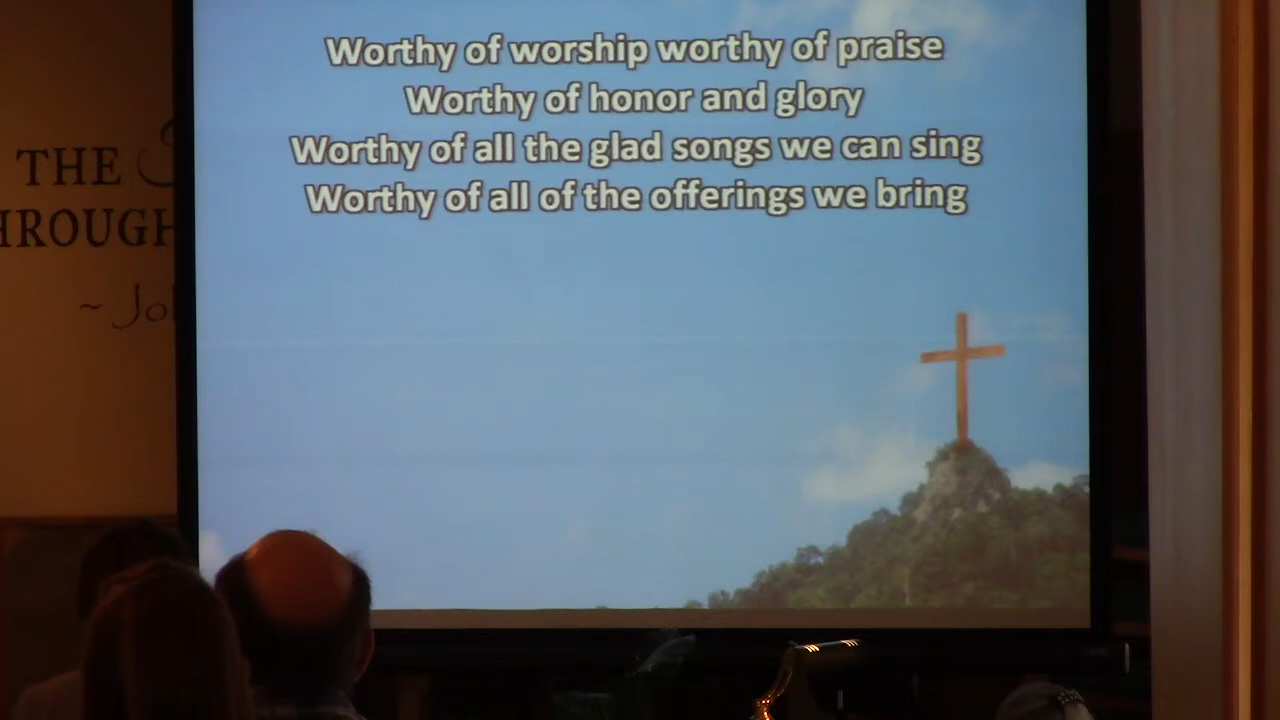 Worthy of worship worthy of praise
Worthy of honor and glory
Worthy of all the glad songs we can sing
Worthy of all of the offerings we bring
THE
HROUGH
~ Joh